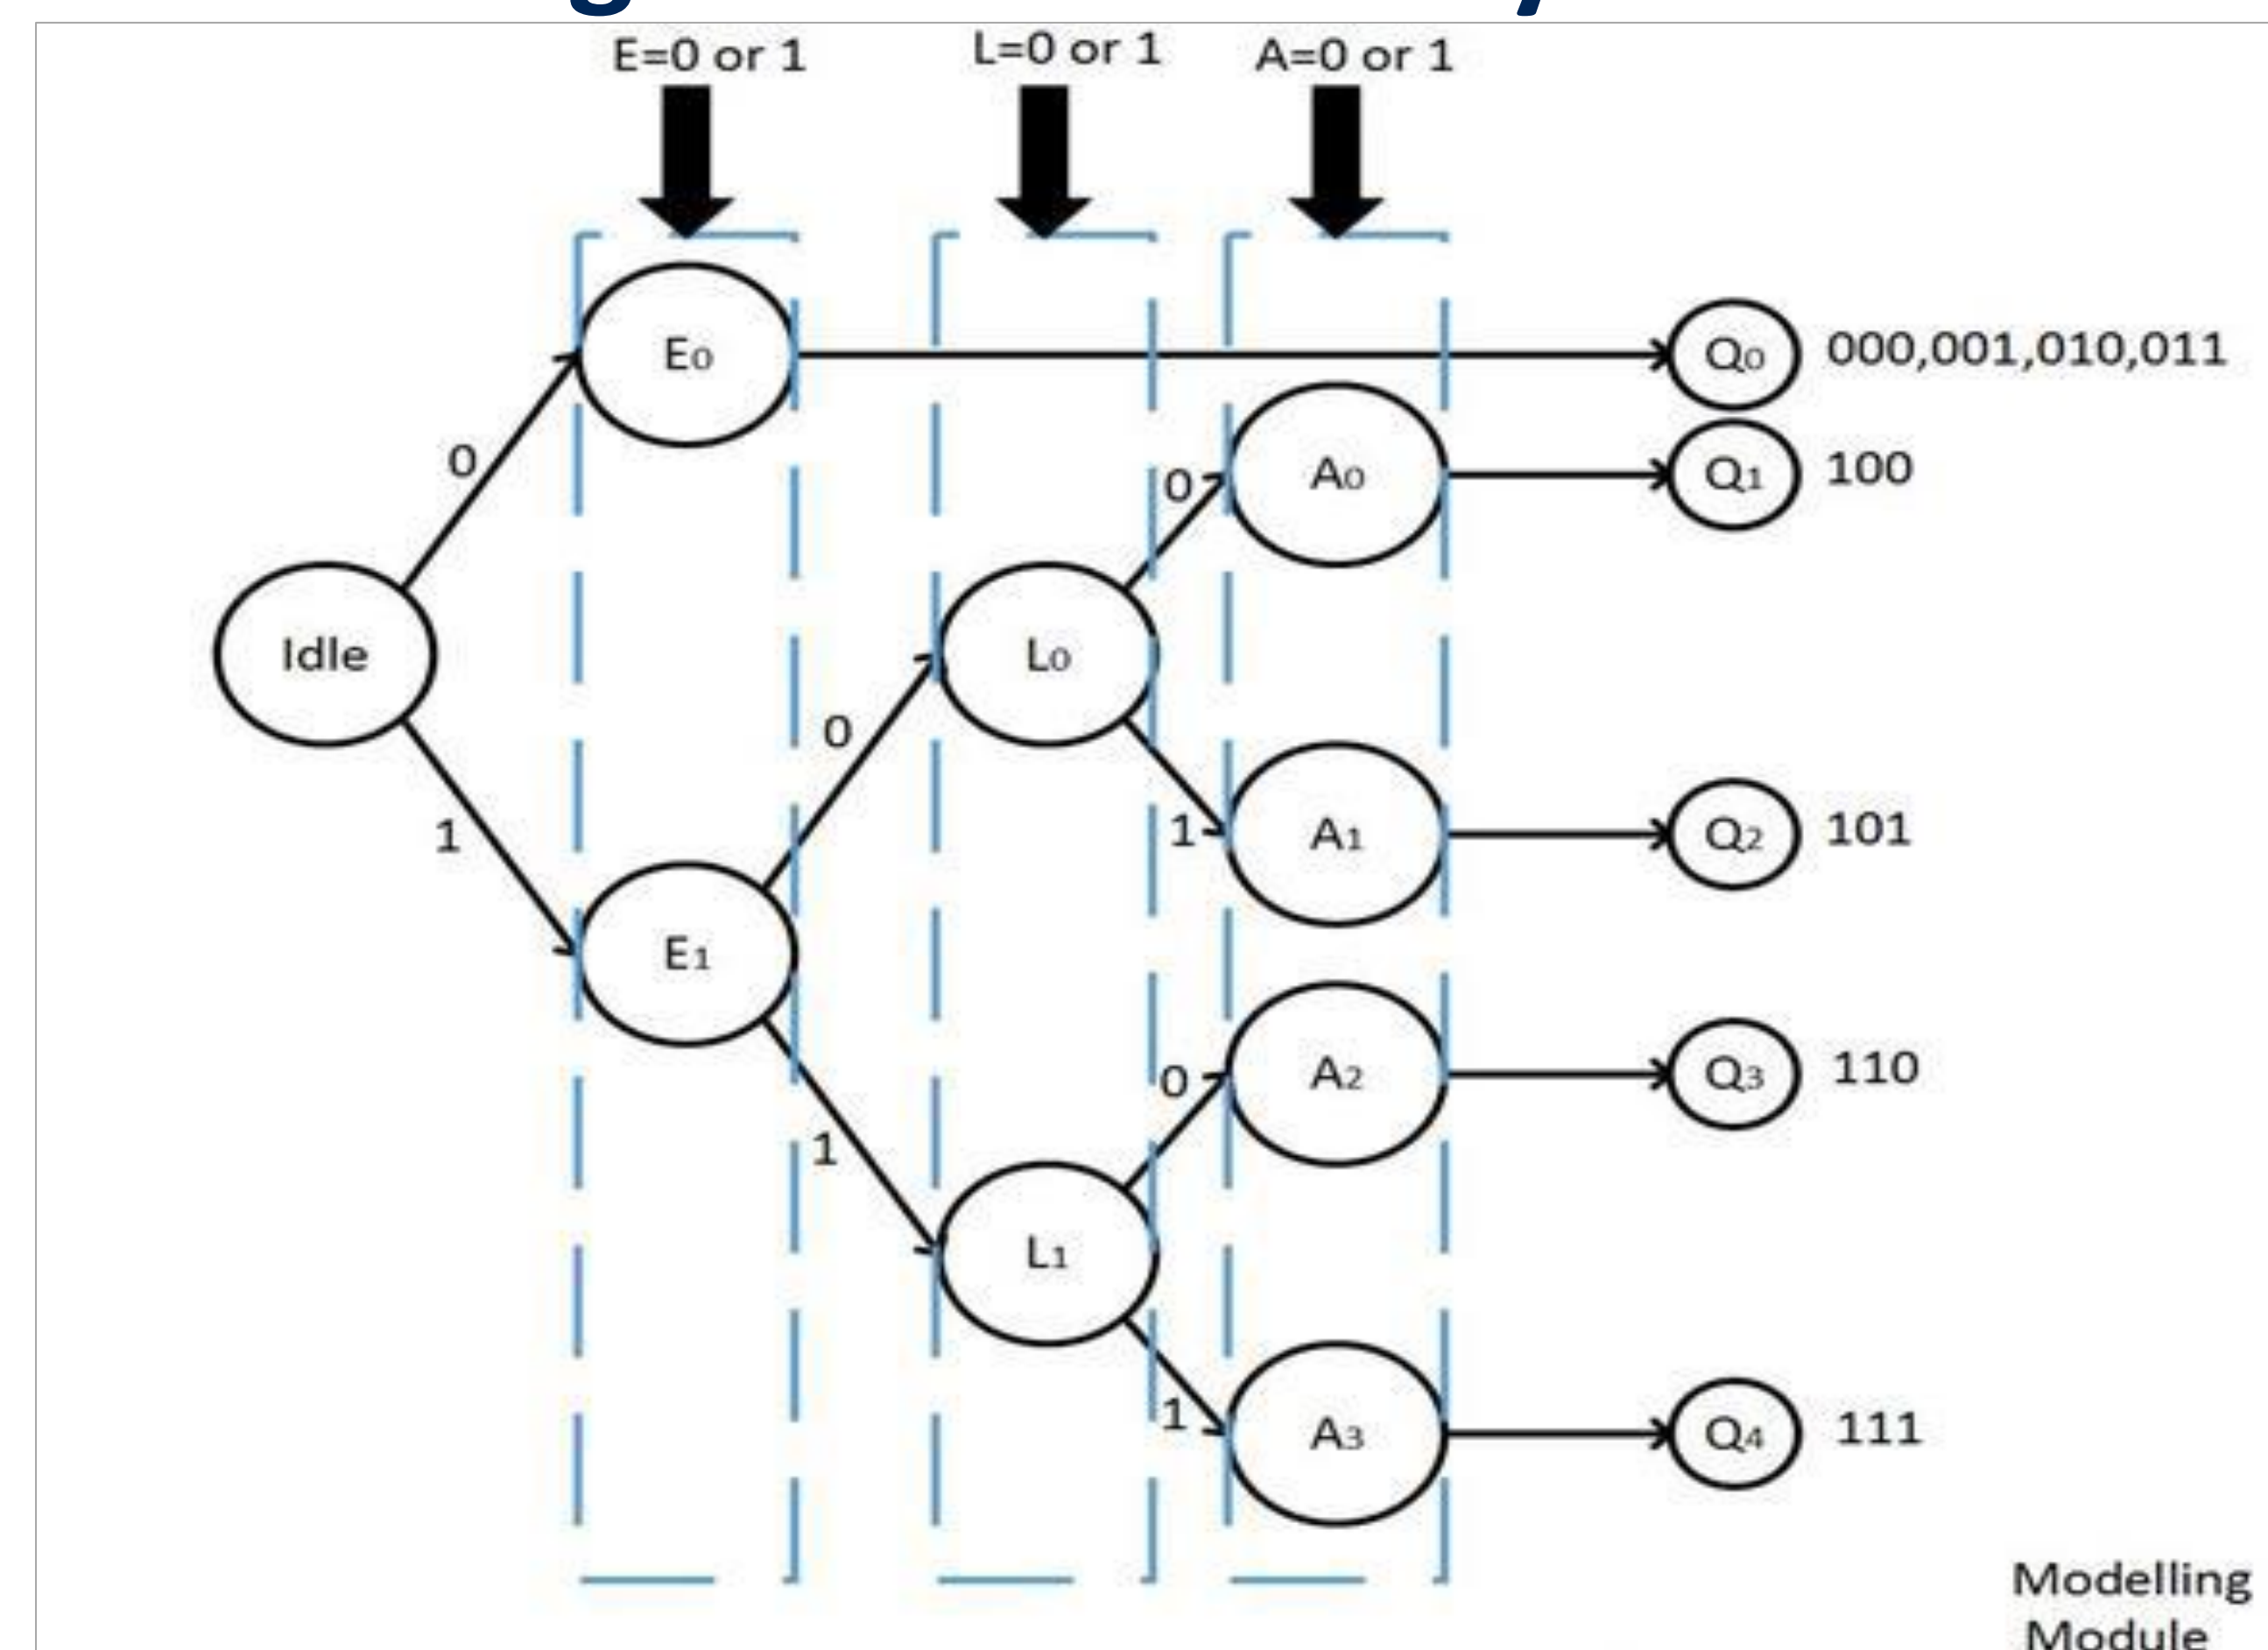 E=0 or 1
L=0 or 1
A=0 or 1
E0
Q0 000,001,010,011
0
0
A0
Q1 100
Idle
L0
0
1
1
A1
Q2 101
E1
0
A2
Q3 110
1
L1
1
A3
Q4 111
Modelling
Module